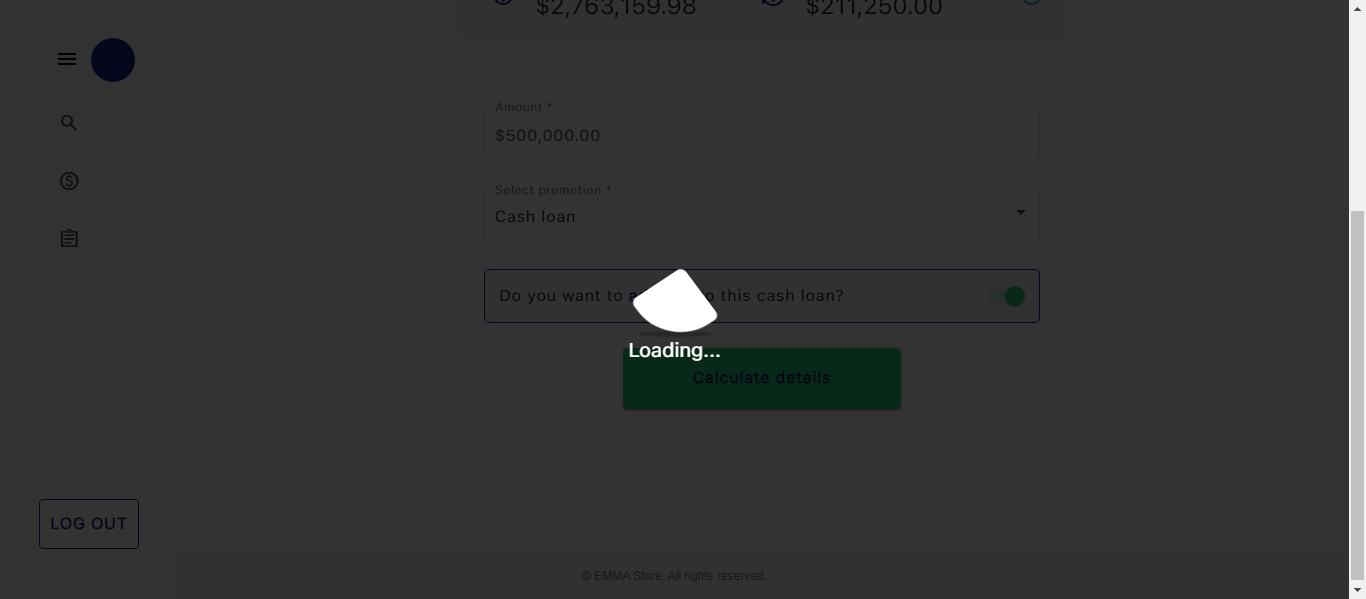 $2,763,159.98
$211,250.00
Amount *
$500,000.00
Select promotion *
Cash loan
Do you want to a o this cash loan?
Loading...
Calculate details
LOG OUT
© EMMA Store. All rights reserved.